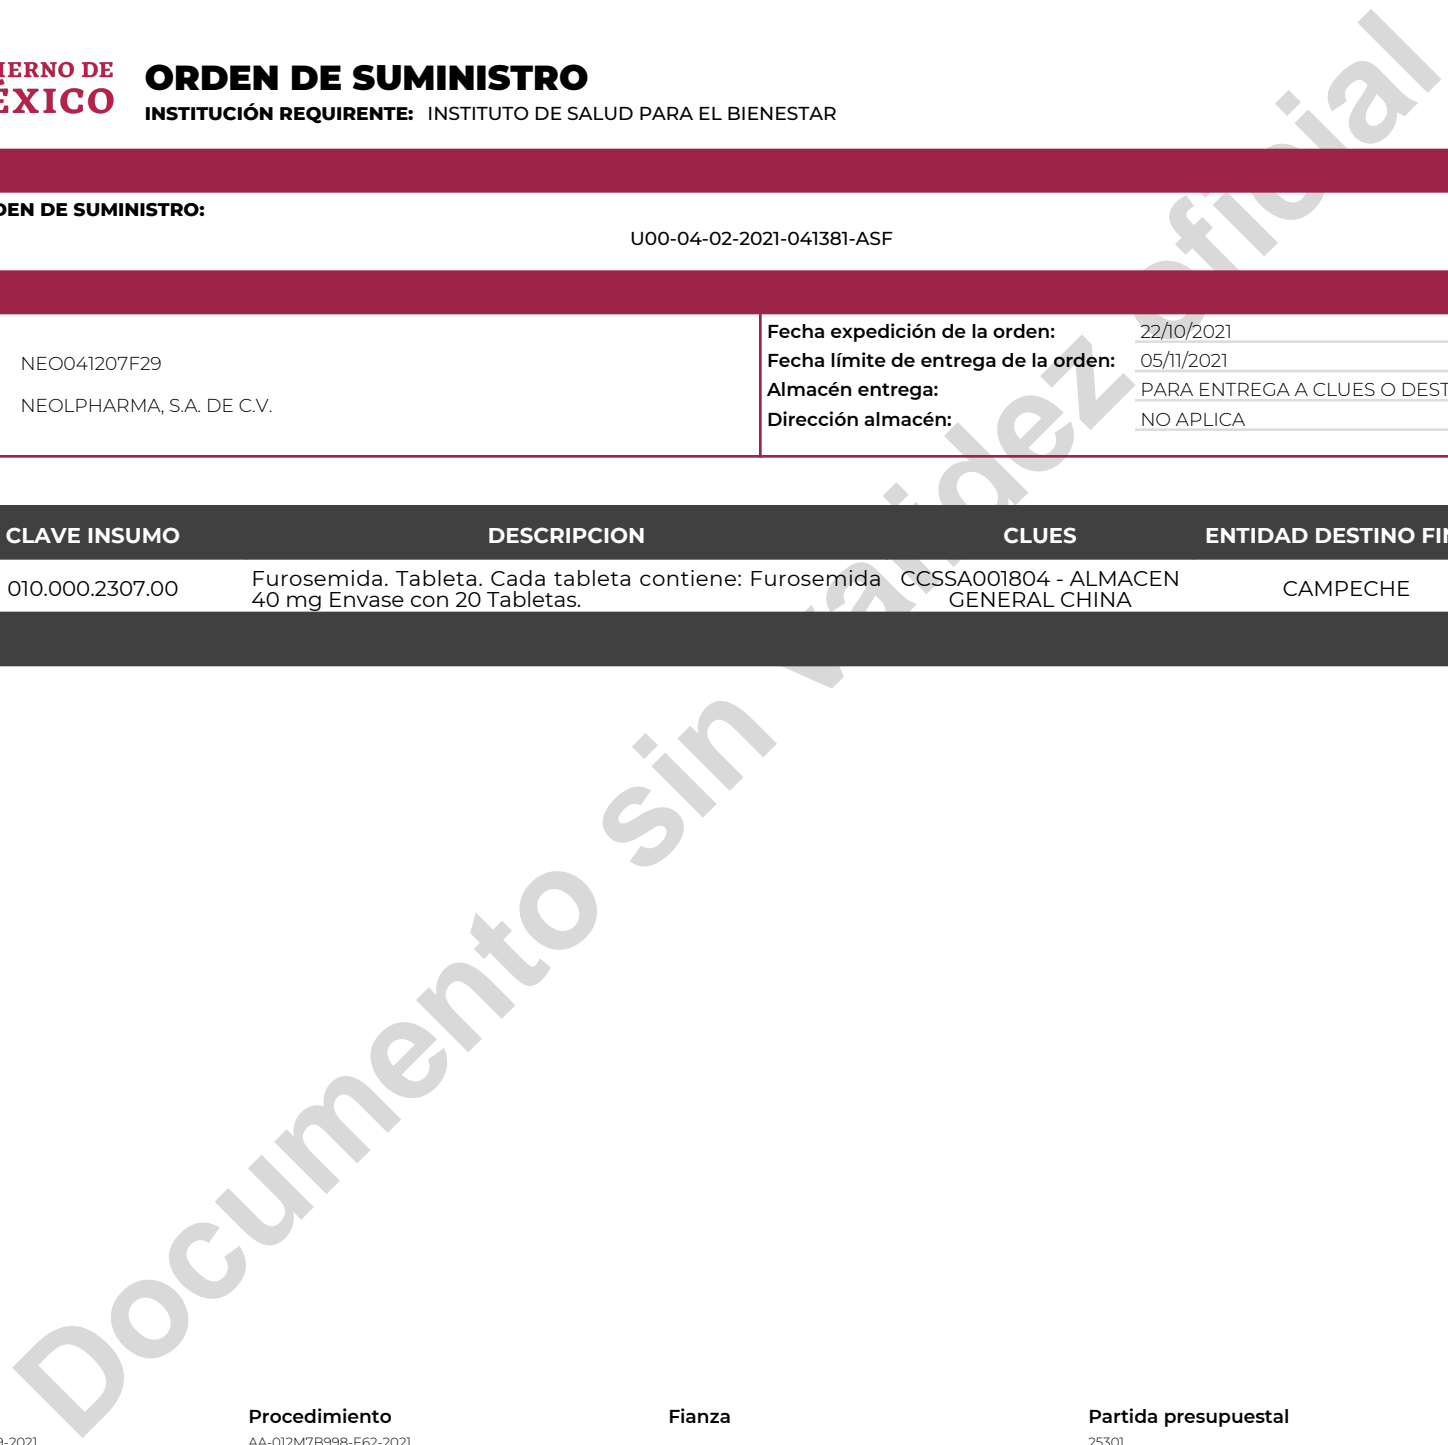 IERNO DE
ÉXICO
ORDEN DE SUMINISTRO
INSTITUCIÓN REQUIRENTE: INSTITUTO DE SALUD PARA EL BIENESTAR
DEN DE SUMINISTRO:
U00-04-02-2021-041381-ASF
NEO041207F29
NEOLPHARMA, S.A. DE C.V.
Fecha expedición de la orden: 22/10/2021
Fecha límite de entrega de la orden: 05/11/2021
Almacén entrega: PARA ENTREGA A CLUES O DEST
Dirección almacén: NO APLICA
CLAVE INSUMO DESCRIPCION CLUES ENTIDAD DESTINO FIN
010.000.2307.00 Furosemida. Tableta. Cada tableta contiene: Furosemida 40 mg Envase con 20 Tabletas. CCSSA001804 - ALMACEN GENERAL CHINA CAMPECHE
Documento sin validez oficial
Procedimiento Fianza Partida presupuestal
9-2021 AA-012M7B998-E62-2021 25301